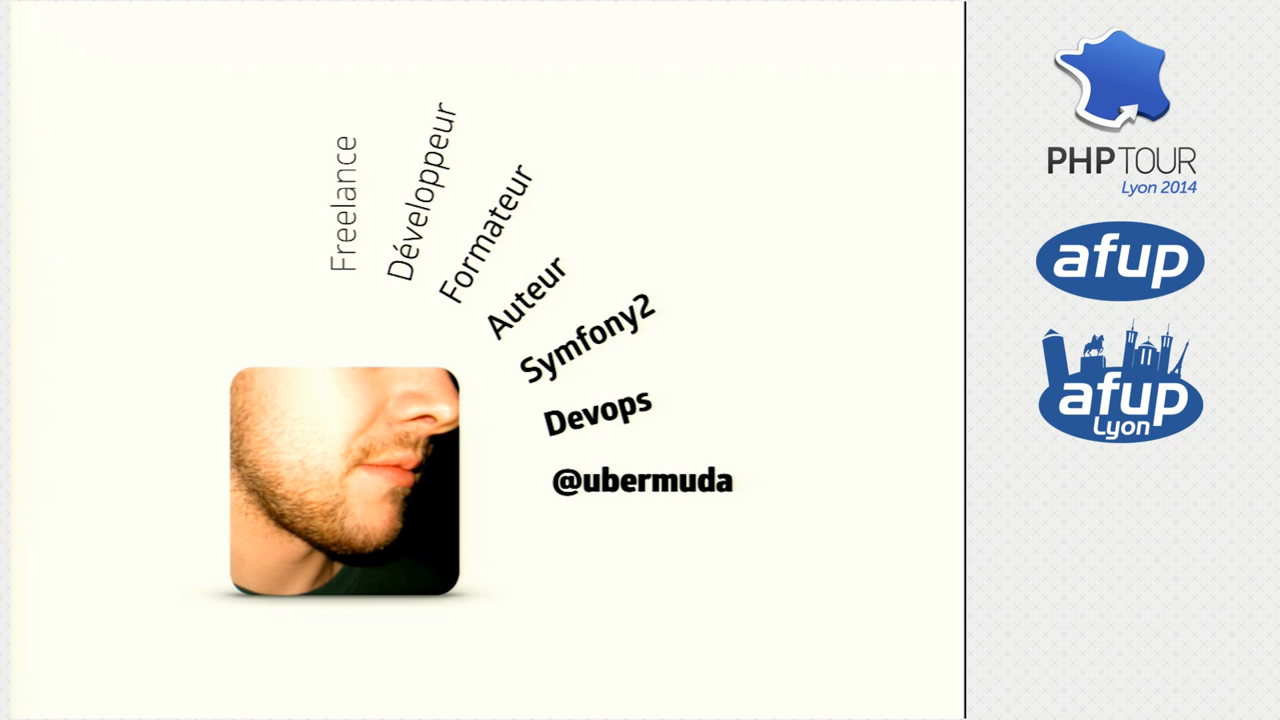 Freelance
Développeur
Formateur
Auteur
Symfony2
Devops
@ubermuda
PHPTOUR
Lyon 2014
afup
afup
Lyon